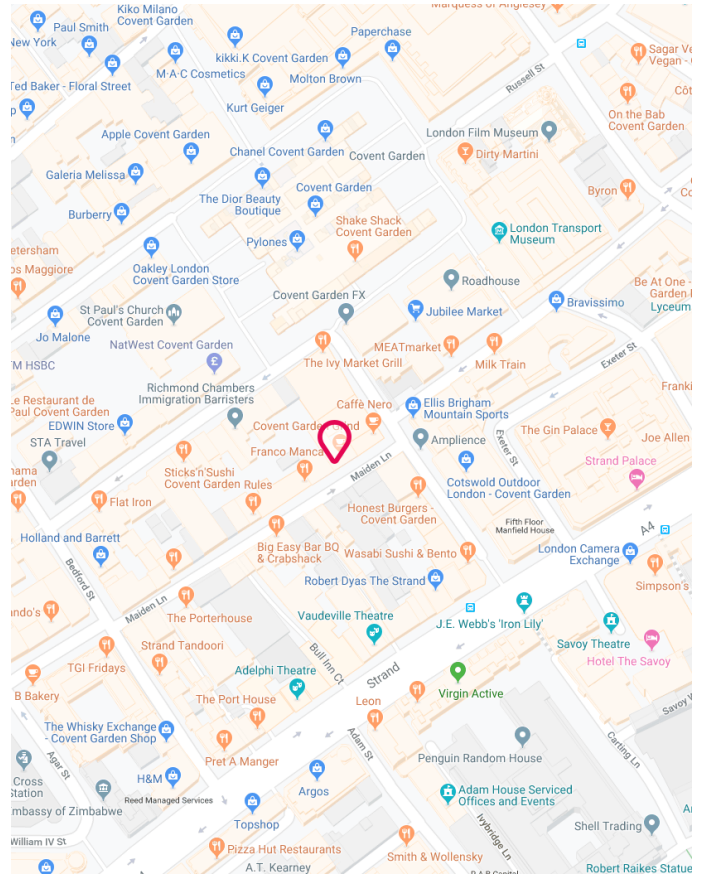 Kiko Milano
Covent Garden
Marquess of Anglesey
Paul Smith
New York
Paperchase
kikki.K Covent Garden
M·A·C Cosmetics
Molton Brown
Sagar Ve
Vegan -
Ted Baker - Floral Street
Kurt Geiger
Russell St
On the Bab
Covent Garden
Apple Covent Garden
London Film Museum
Chanel Covent Garden
Covent Garden
Dirty Martini
Galeria Melissa
The Dior Beauty
Boutique
Covent Garden
Byron
Burberry
Shake Shack
Covent Garden
Pylones
London Transport
Museum
etersham
os Maggiore
Oakley London
Covent Garden Store
Roadhouse
Be At One -
Garden
Covent Garden FX
St Paul's Church
Covent Garden
Jubilee Market
Bravissimo
Lyceum
Jo Malone
NatWest Covent Garden
MEATmarket
Exeter St
TM HSBC
The Ivy Market Grill
Milk Train
Richmond Chambers
Immigration Barristers
Franki
Le Restaurant de
Paul Covent Garden
Caffè Nero
Ellis Brigham
Mountain Sports
EDWIN Store
Covent Garden
STA Travel
Amplience
Exeter St
The Gin Palace
Joe Allen
Franco Manca
Maiden Ln
Strand Palace
Sticks'n'Sushi
Covent Garden
Rules
Cotswold Outdoor
London - Covent Garden
Flat Iron
Honest Burgers -
Covent Garden
Fifth Floor
Manfield House
A4
Holland and Barrett
Big Easy Bar BQ
& Crabshack
Wasabi Sushi & Bento
London Camera
Exchange
Bedford St
Robert Dyas The Strand
Simpson's
ando's
Maiden Ln
The Porterhouse
Vaudeville Theatre
J.E. Webb's 'Iron Lily'
Savoy Theatre
Strand Tandoori
Bull Inn Ct
Hotel The Savoy
TGI Fridays
Adelphi Theatre
Strand
B Bakery
The Port House
Leon
Virgin Active
Savoy
The Whisky Exchange
- Covent Garden Shop
Adam St
Carting Ln
Agar St
Pret A Manger
Penguin Random House
Cross
Station
H&M
Argos
Adam House Serviced
Offices and Events
mbassy of Zimbabwe
Reed Managed Services
Topshop
Ivybridge Ln
Shell Trading
William IV St
Pizza Hut Restaurants
Smith & Wollensky
A.T. Kearney
Robert Raikes Statue